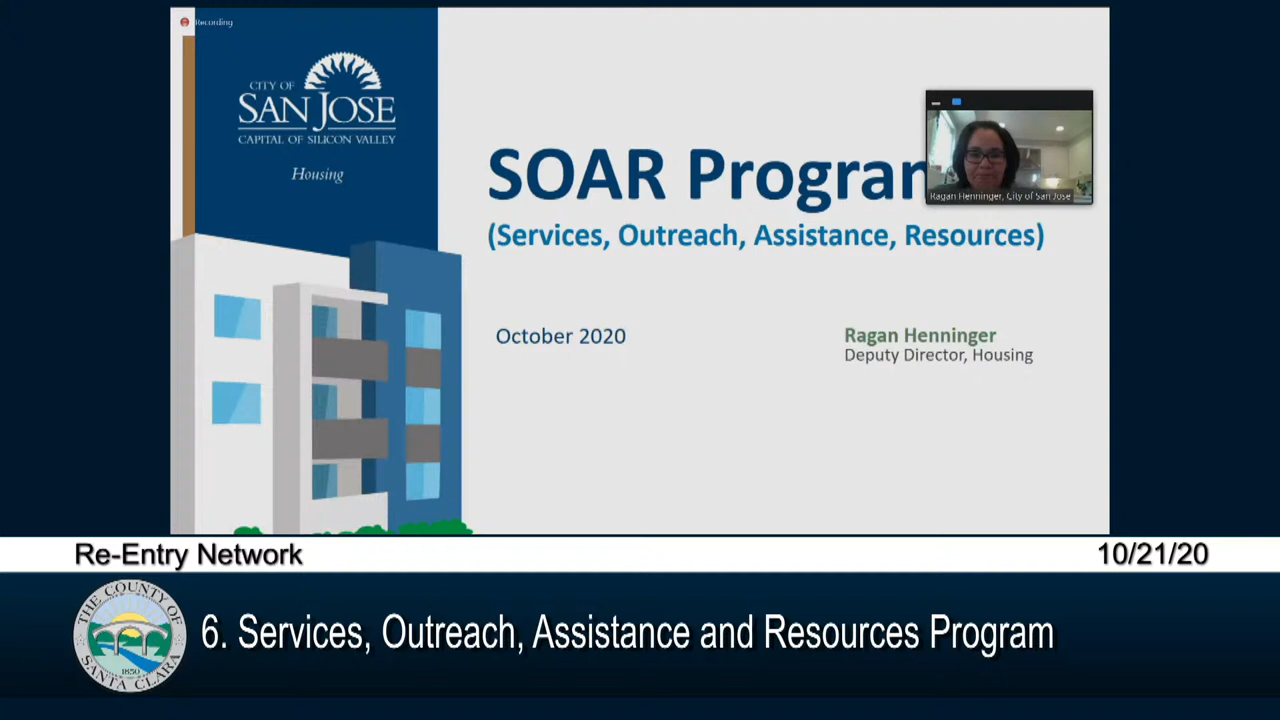 Recording
CITY OF
SAN JOSE
CAPITAL OF SILICON VALLEY
Housing
SOAR Program
(Services, Outreach, Assistance, Resources)
Ragan Henninger, City of San Jose
October 2020
Ragan Henninger
Deputy Director, Housing
Re-Entry Network
10/21/20
THE COUNTY OF
SANTA CLARA
1850
6. Services, Outreach, Assistance and Resources Program